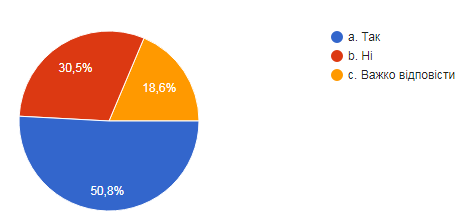 30,5%
18,6%
50,8%
a. Так
b. Ні
c. Важко відповісти